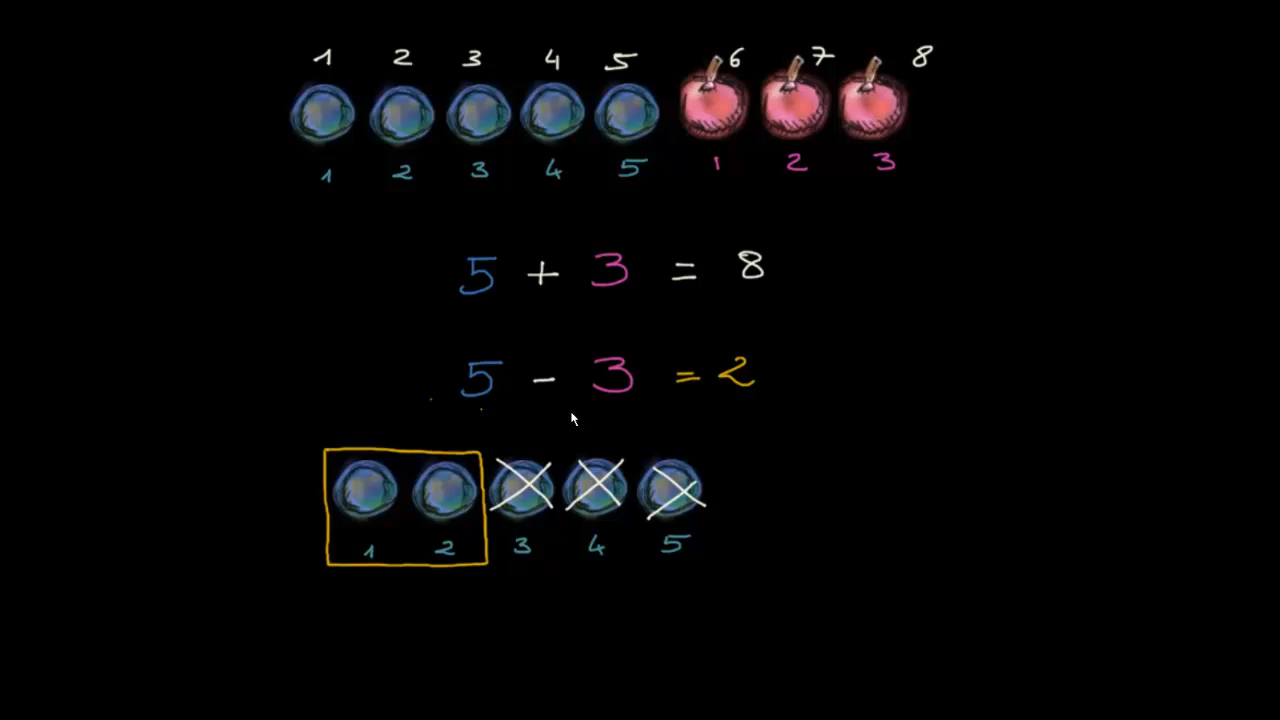 1 2 3 4 5 6 7 8
1 2 3 4 5 1 2 3
5 + 3 = 8
5 - 3 = 2
1 2 3 4 5